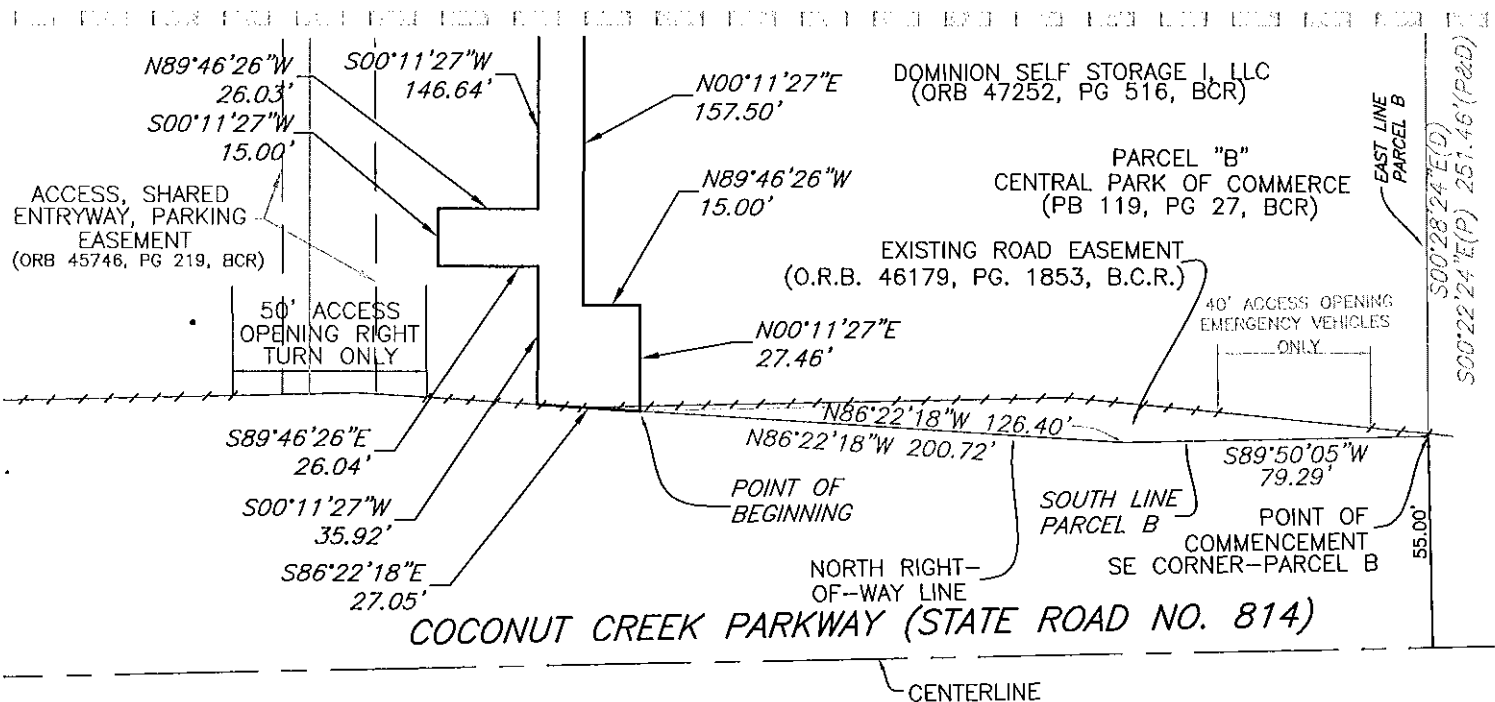 N89°46'26"W
26.03'
S00°11'27"W
146.64'
S00°11'27"W
15.00'
N00°11'27"E
157.50'
DOMINION SELF STORAGE I, LLC
(ORB 47252, PG 516, BCR)
EAST LINE
PARCEL B
S00°28'24"E(D)
S00°22'24"E(P) 251.46'(P&D)
ACCESS, SHARED
ENTRYWAY, PARKING
EASEMENT
(ORB 45746, PG 219, BCR)
N89°46'26"W
15.00'
PARCEL "B"
CENTRAL PARK OF COMMERCE
(PB 119, PG 27, BCR)
EXISTING ROAD EASEMENT
(O.R.B. 46179, PG. 1853, B.C.R.)
50' ACCESS
OPENING RIGHT
TURN ONLY
N00°11'27"E
27.46'
40' ACCESS OPENING
EMERGENCY VEHICLES
ONLY
N86°22'18"W 126.40'
N86°22'18"W 200.72'
S89°46'26"E
26.04'
S89°50'05"W
79.29'
S00°11'27"W
35.92'
POINT OF
BEGINNING
SOUTH LINE
PARCEL B
POINT OF
COMMENCEMENT
SE CORNER-PARCEL B
55.00'
S86°22'18"E
27.05'
NORTH RIGHT-
OF-WAY LINE
COCONUT CREEK PARKWAY (STATE ROAD NO. 814)
CENTERLINE